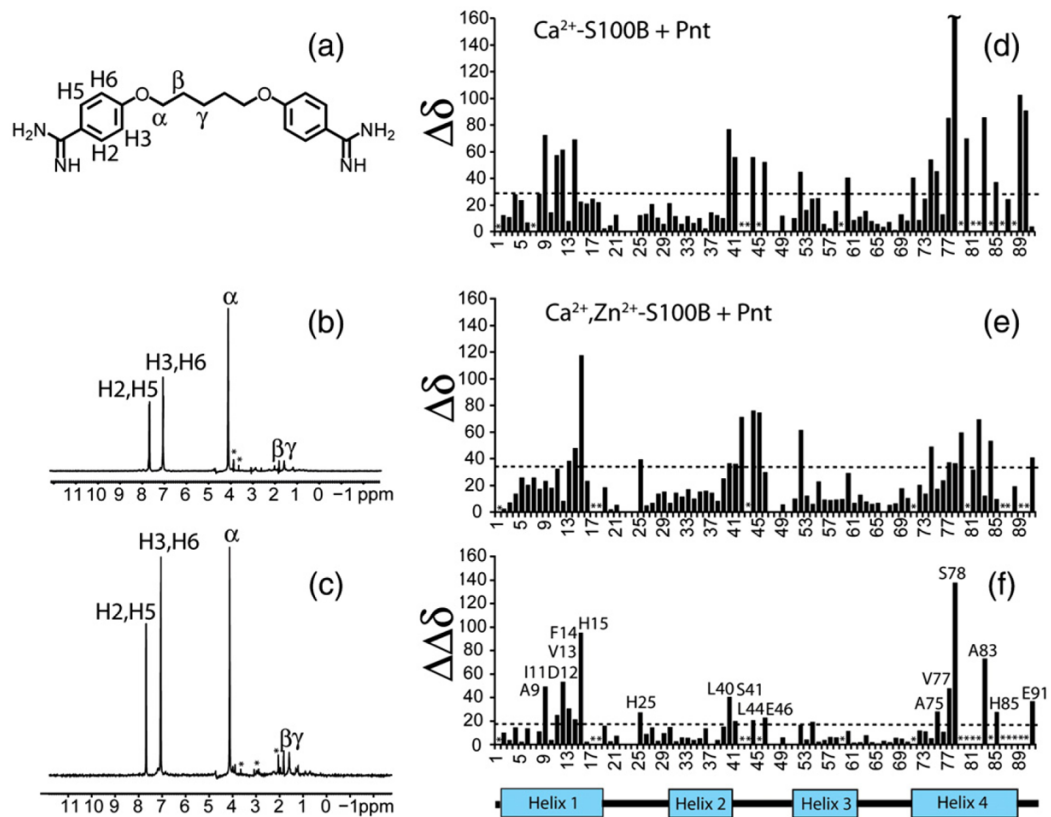 (a)
H5
H6
β
O
O
α
γ
H₂N
NH₂
H3
H2
NH
NH
(b)
α
H3,H6
H2,H5
*
*
βγ
11 10 9 8 7 6 5 4 3 2 1 0 −1 ppm
(c)
α
H3,H6
H2,H5
*
βγ
*
*
11 10 9 8 7 6 5 4 3 2 1 0 −1 ppm
(d)
Ca²⁺-S100B + Pnt
~
Δδ
160
140
120
100
80
60
40
20
0
* * ** * * * * * * * *
1 5 9 13 17 21 25 29 33 37 41 45 49 53 57 61 65 69 73 77 81 85 89
(e)
Ca²⁺,Zn²⁺-S100B + Pnt
Δδ
160
140
120
100
80
60
40
20
0
* ** * * * ** **
1 5 9 13 17 21 25 29 33 37 41 45 49 53 57 61 65 69 73 77 81 85 89
(f)
ΔΔδ
160
140
120
100
80
60
40
20
0
S78
F14 H15
V13
I11 D12
A9
H25
L40 S41
L44 E46
V77
A75
A83
H85
E91
* ** ** * * **** * *****
1 5 9 13 17 21 25 29 33 37 41 45 49 53 57 61 65 69 73 77 81 85 89
Helix 1 Helix 2 Helix 3 Helix 4